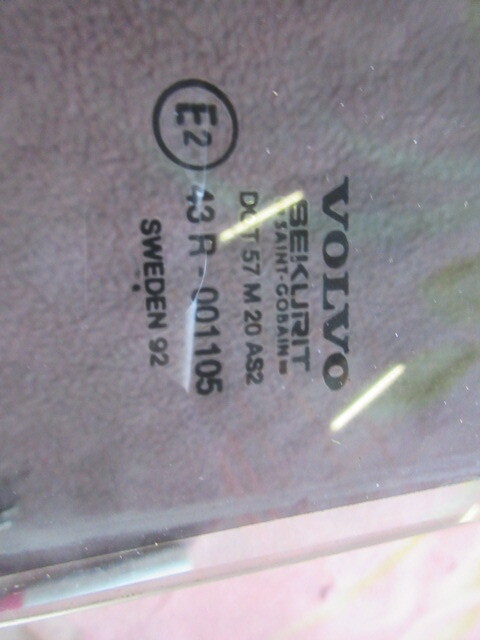 VOLVO
SEKURIT
SAINT-GOBAIN
DOT 57 M 20 AS2
E2 43 R - 001105
SWEDEN 92